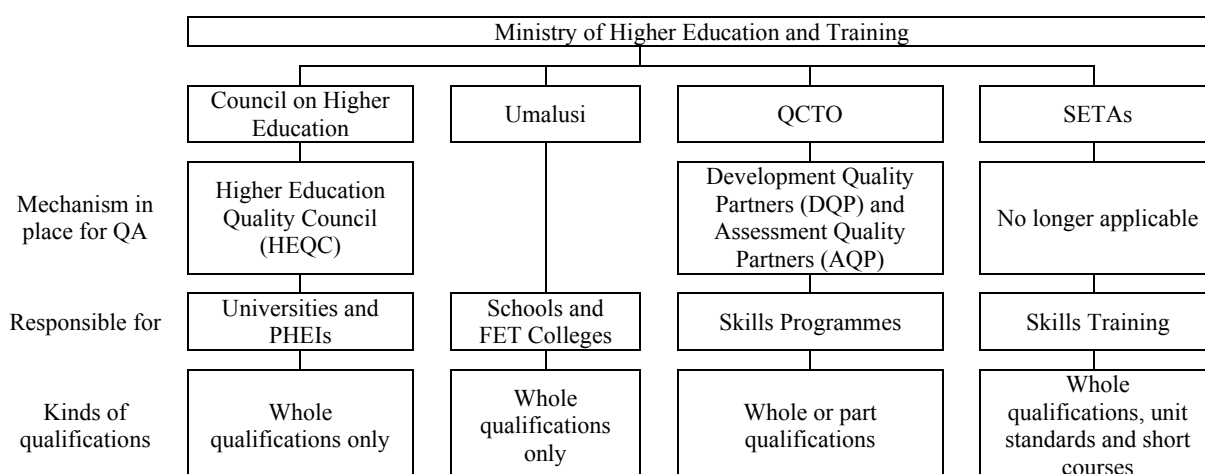 Ministry of Higher Education and Training
Council on Higher
Education
Umalusi
QCTO
SETAs
Mechanism in
place for QA
Higher Education
Quality Council
(HEQC)
Development Quality
Partners (DQP) and
Assessment Quality
Partners (AQP)
No longer applicable
Responsible for
Universities and
PHEIs
Schools and
FET Colleges
Skills Programmes
Skills Training
Kinds of
qualifications
Whole
qualifications only
Whole
qualifications
only
Whole or part
qualifications
Whole
qualifications, unit
standards and short
courses